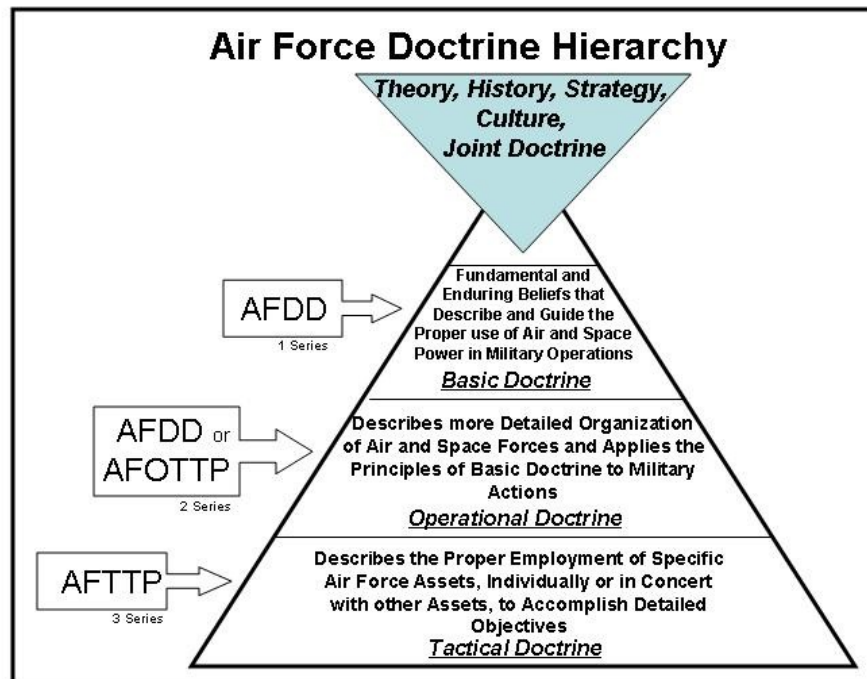 Air Force Doctrine Hierarchy
Theory, History, Strategy,
Culture,
Joint Doctrine
AFDD
1 Series
Fundamental and
Enduring Beliefs that
Describe and Guide the
Proper use of Air and Space
Power in Military Operations
Basic Doctrine
AFDD or
AFOTTP
2 Series
Describes more Detailed Organization
of Air and Space Forces and Applies the
Principles of Basic Doctrine to Military
Actions
Operational Doctrine
AFTTP
3 Series
Describes the Proper Employment of Specific
Air Force Assets, Individually or in Concert
with other Assets, to Accomplish Detailed
Objectives
Tactical Doctrine